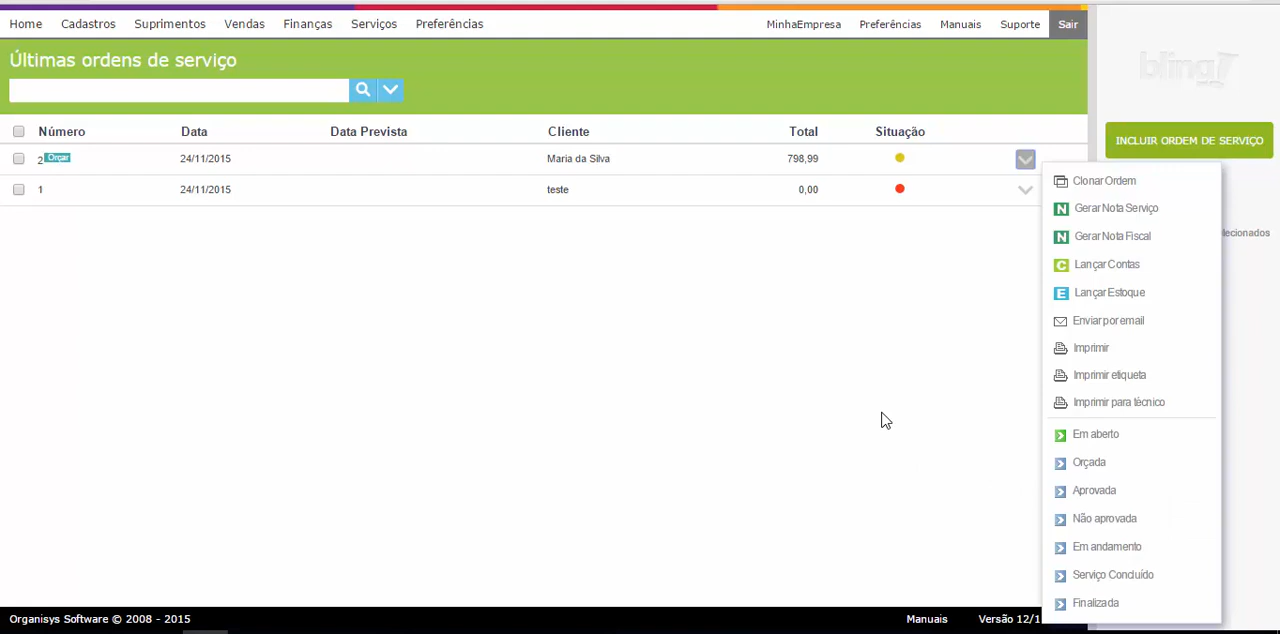 Home Cadastros Suprimentos Vendas Finanças Serviços Preferências MinhaEmpresa Preferências Manuais Suporte Sair
bling
Últimas ordens de serviço
INCLUIR ORDEM DE SERVIÇO
Número Data Data Prevista Cliente Total Situação
2 Orçar 24/11/2015 Maria da Silva 798,99
1 24/11/2015 teste 0,00
Clonar Ordem
N Gerar Nota Serviço
N Gerar Nota Fiscal
C Lançar Contas
E Lançar Estoque
Enviar por email
Imprimir
Imprimir etiqueta
Imprimir para técnico
Em aberto
Orçada
Aprovada
Não aprovada
Em andamento
Serviço Concluído
Finalizada
Organisys Software © 2008 - 2015 Manuais Versão 12/1